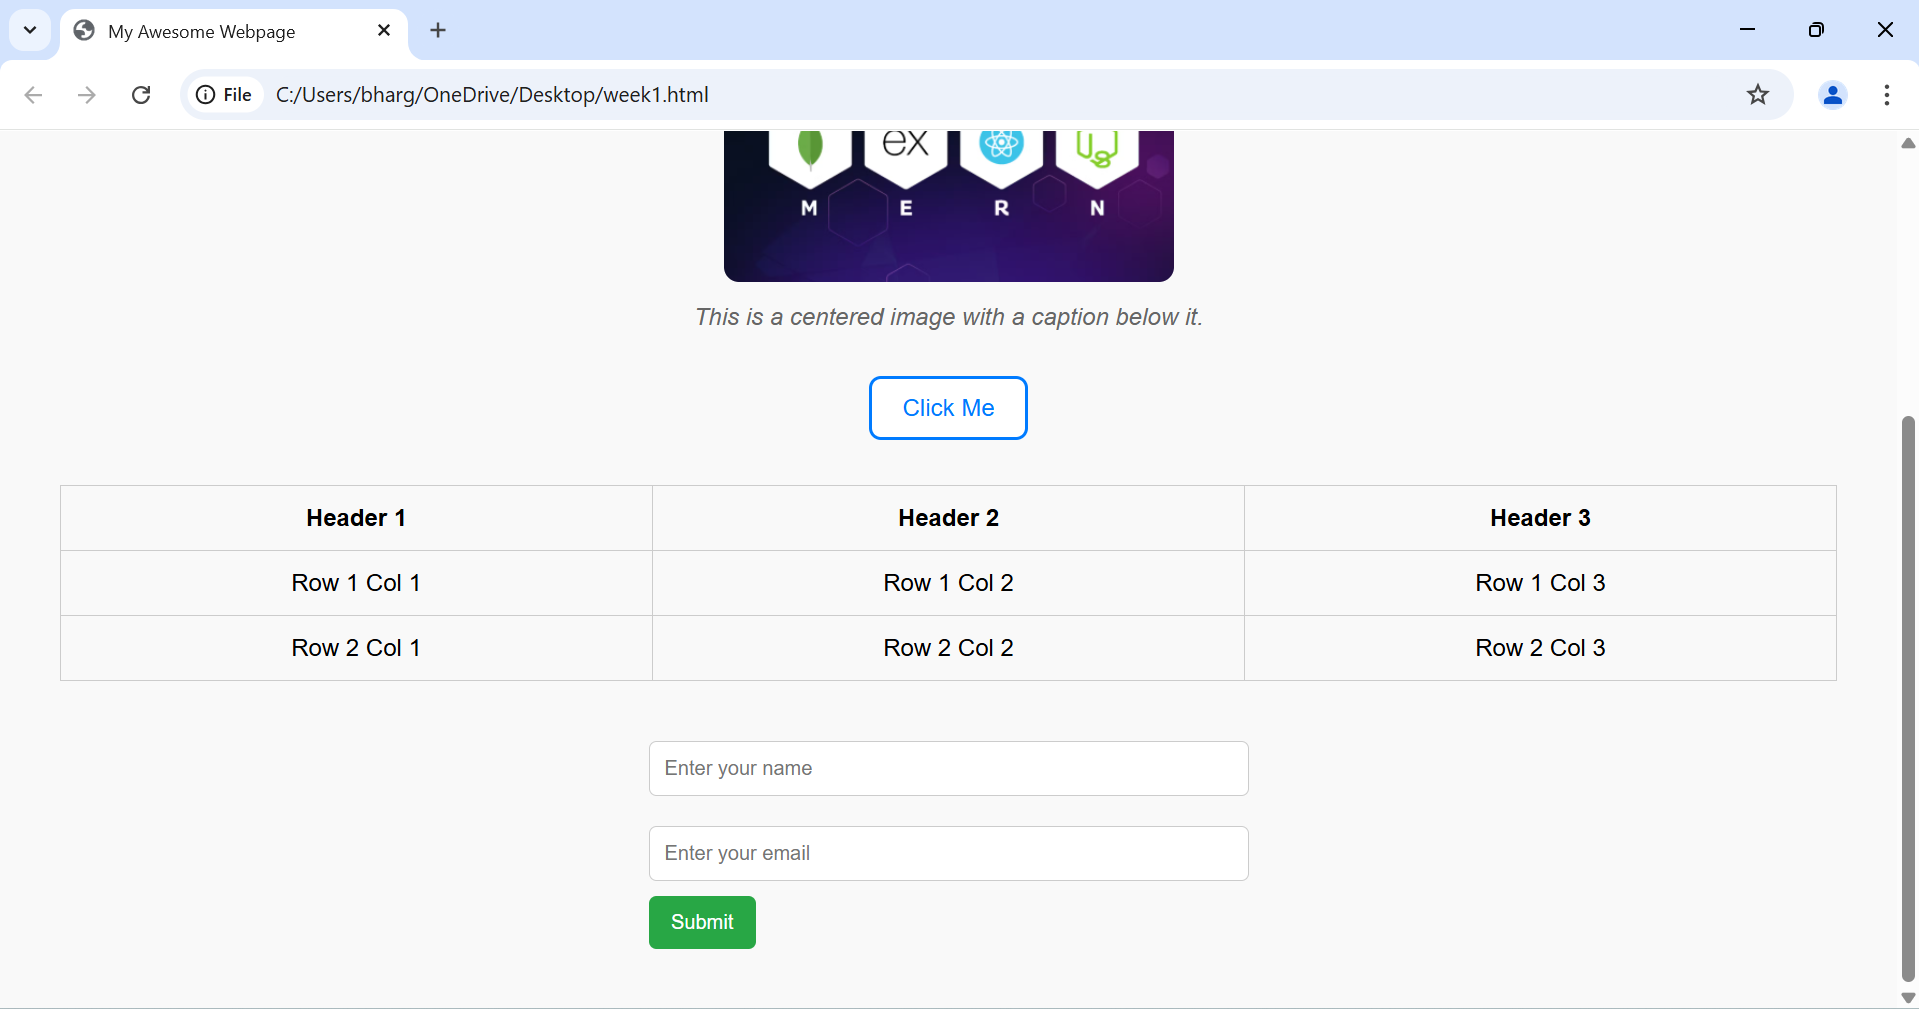 My Awesome Webpage
File C:/Users/bharg/OneDrive/Desktop/week1.html
ex
M E R N
This is a centered image with a caption below it.
Click Me
Header 1 Header 2 Header 3
Row 1 Col 1 Row 1 Col 2 Row 1 Col 3
Row 2 Col 1 Row 2 Col 2 Row 2 Col 3
Enter your name
Enter your email
Submit